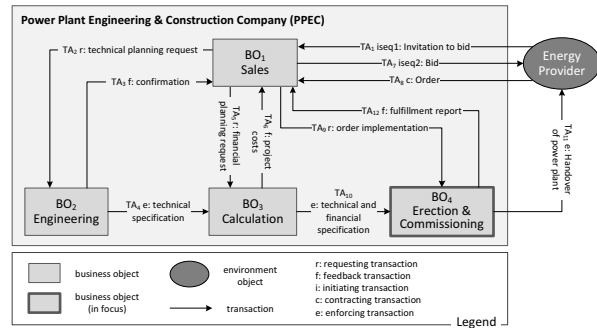 Power Plant Engineering & Construction Company (PPEC)
TA2 r: technical planning request
BO1
Sales
TA1 iseq1: Invitation to bid
TA7 iseq2: Bid
TA8 c: Order
Energy
Provider
TA3 f: confirmation
TA5 r: financial
planning request
TA6 f: project
costs
TA12 f: fulfillment report
TA9 r: order implementation
TA11 e: Handover
of power plant
BO2
Engineering
TA4 e: technical
specification
BO3
Calculation
TA10
e: technical and
financial
specification
BO4
Erection &
Commissioning
business object
environment
object
business object
(in focus)
transaction
r: requesting transaction
f: feedback transaction
i: initiating transaction
c: contracting transaction
e: enforcing transaction
Legend